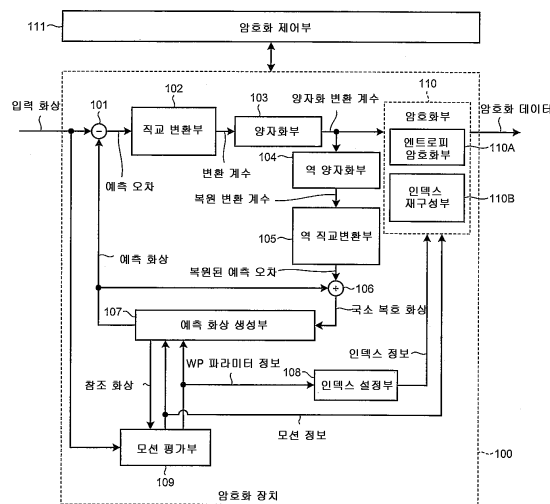 111
암호화 제어부
110
102
입력 화상
101
103
양자화 변환 계수
암호화부
암호화 데이터
직교 변환부
양자화부
엔트로피
암호화부
110A
104
예측 오차
변환 계수
역 양자화부
인덱스
재구성부
110B
복원 변환 계수
105
역 직교변환부
예측 화상
복원된 예측 오차
106
107
국소 복호 화상
예측 화상 생성부
인덱스 정보
WP 파라미터 정보
108
참조 화상
인덱스 설정부
모션 평가부
모션 정보
109
100
암호화 장치